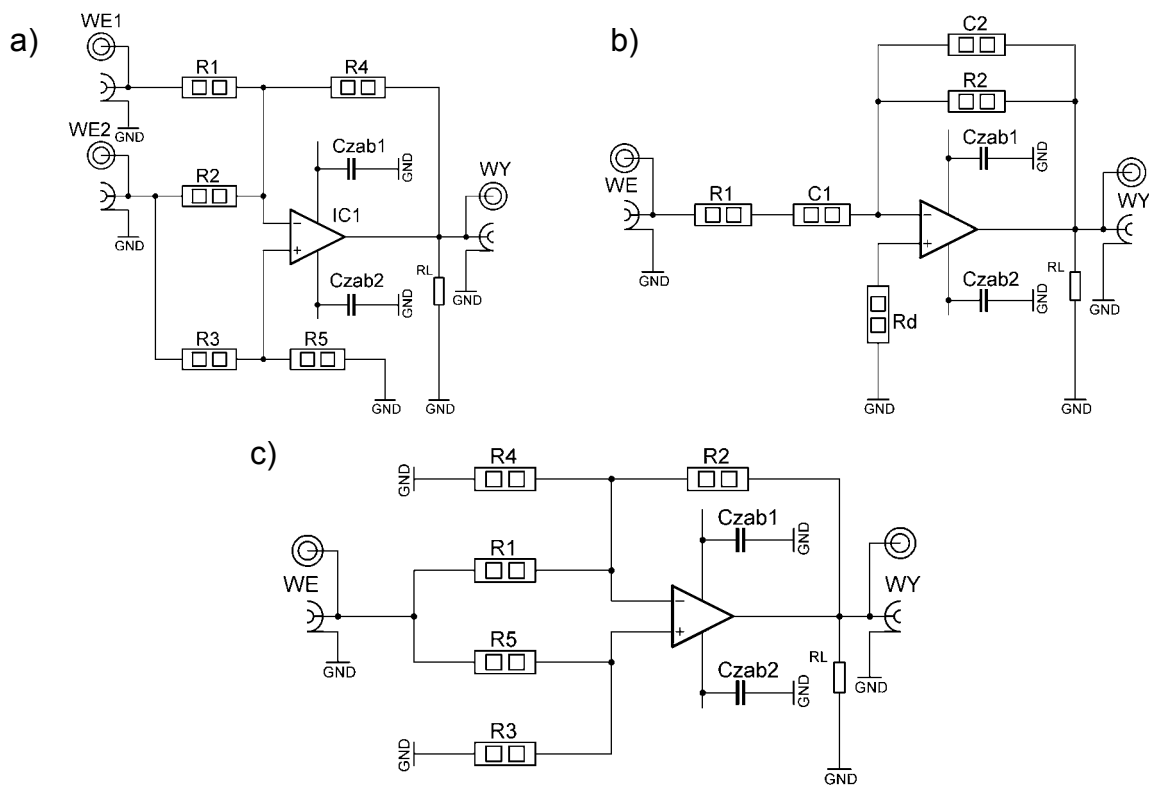 a)
WE1
R1
R4
GND
WE2
Czab1
GND
WY
R2
GND
IC1
−
+
Czab2
GND
RL
GND
R3
R5
GND
GND
b)
C2
R2
Czab1
GND
WE
WY
R1
C1
−
+
GND
Czab2
GND
RL
GND
Rd
GND
GND
c)
GND
R4
R2
Czab1
GND
R1
WE
WY
−
+
R5
GND
Czab2
GND
RL
GND
R3
GND
GND